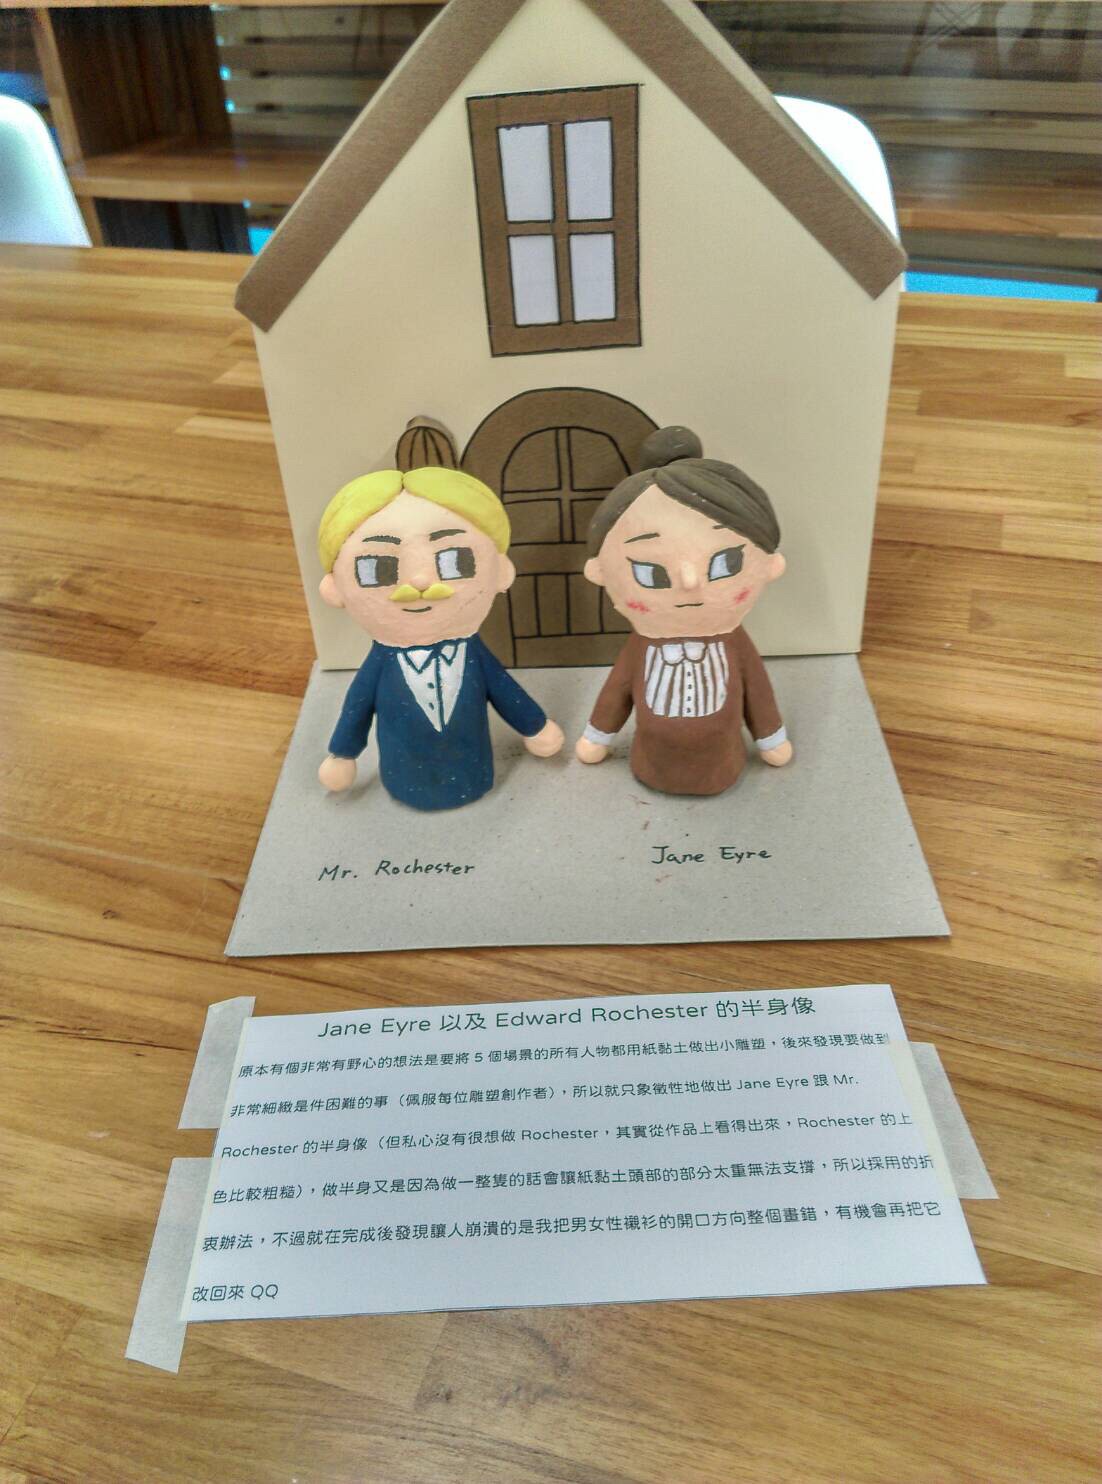 Mr. Rochester
Jane Eyre
Jane Eyre 以及 Edward Rochester 的半身像
原本有個非常有野心的想法是要將 5 個場景的所有人物都用紙黏土做出小雕塑，後來發現要做到
非常細緻是件困難的事（佩服每位雕塑創作者），所以就只象徵性地做出 Jane Eyre 跟 Mr.
Rochester 的半身像（但私心沒有很想做 Rochester，其實從作品上看得出來，Rochester 的上
色比較粗糙），做半身又是因為做一整隻的話會讓紙黏土頭部的部分太重無法支撐，所以採用的折
衷辦法，不過就在完成後發現讓人崩潰的是我把男女性襯衫的開口方向整個畫錯，有機會再把它
改回來 QQ